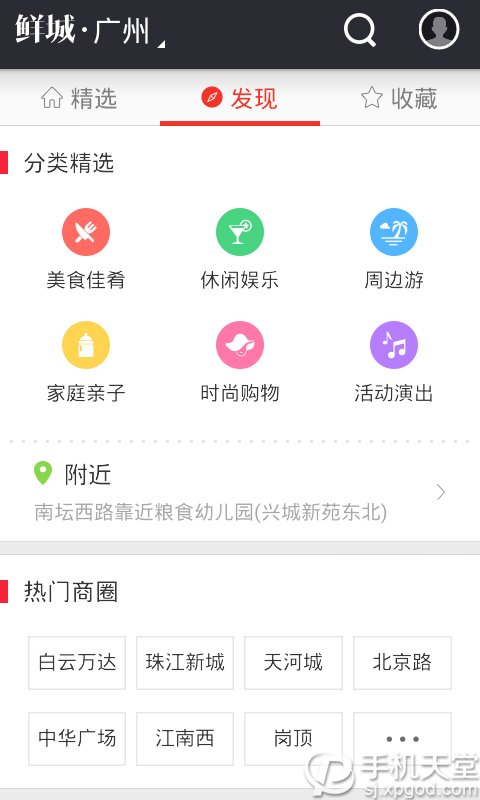 鲜城·广州
精选 发现 收藏
分类精选
美食佳肴 休闲娱乐 周边游
家庭亲子 时尚购物 活动演出
附近
南坛西路靠近粮食幼儿园(兴城新苑东北)
热门商圈
白云万达 珠江新城 天河城 北京路
中华广场 江南西 岗顶 •••
手机天堂
sj.xpgod.com